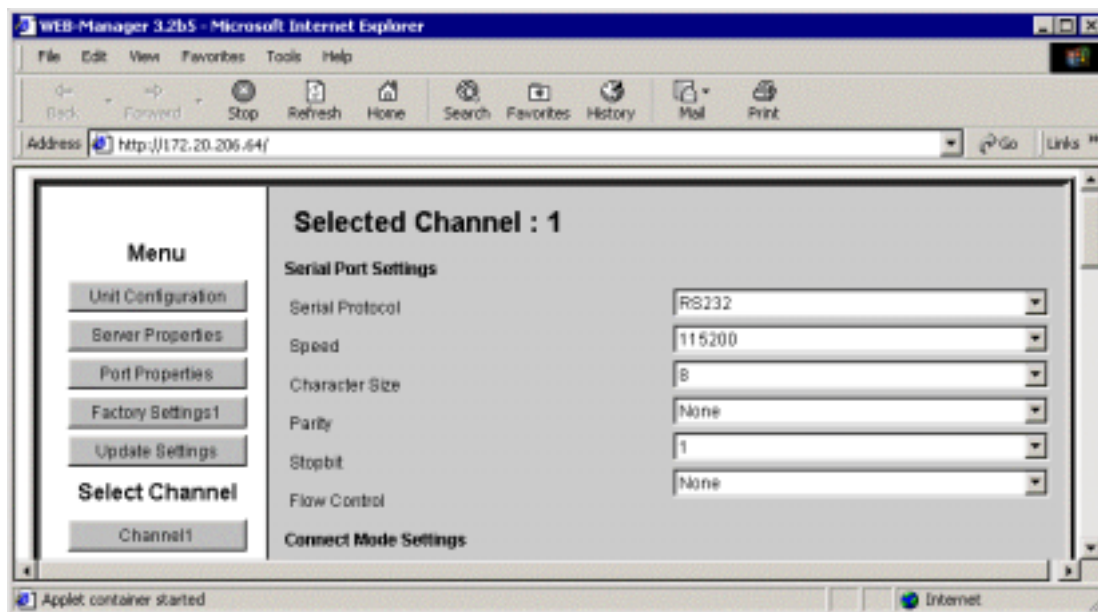 WEB-Manager 3.2b5 - Microsoft Internet Explorer
File Edit View Favorites Tools Help
Back Forward Stop Refresh Home Search Favorites History Mail Print
Address http://172.20.206.64/ Go Links »
Selected Channel : 1
Menu
Serial Port Settings
Unit Configuration
Serial Protocol RS232
Server Properties
Speed 115200
Port Properties
Character Size 8
Factory Settings1
Parity None
Update Settings
Stopbit 1
Select Channel
Flow Control None
Channel1
Connect Mode Settings
Applet container started Internet